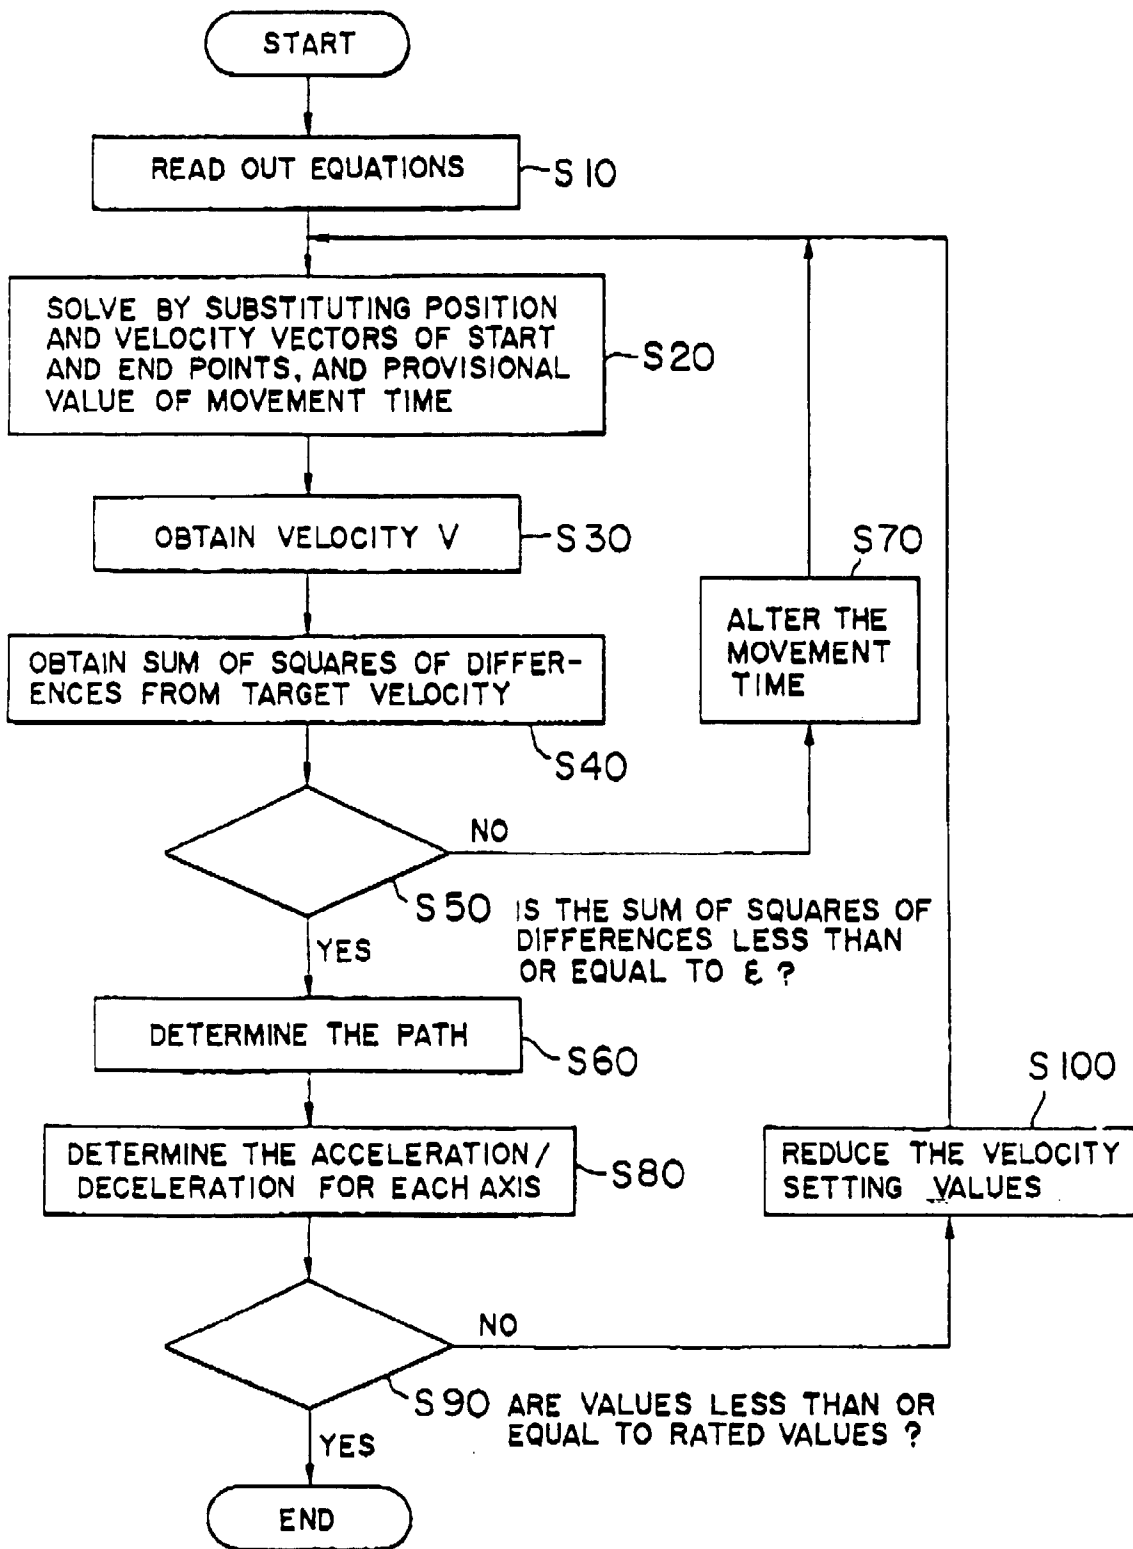 START
READ OUT EQUATIONS
S10
SOLVE BY SUBSTITUTING POSITION
AND VELOCITY VECTORS OF START
AND END POINTS, AND PROVISIONAL
VALUE OF MOVEMENT TIME
S20
OBTAIN VELOCITY V
S30
S70
ALTER THE
MOVEMENT
TIME
OBTAIN SUM OF SQUARES OF DIFFER-
ENCES FROM TARGET VELOCITY
S40
NO
S50
IS THE SUM OF SQUARES OF
DIFFERENCES LESS THAN
OR EQUAL TO ε ?
YES
DETERMINE THE PATH
S60
S100
REDUCE THE VELOCITY
SETTING VALUES
DETERMINE THE ACCELERATION/
DECELERATION FOR EACH AXIS
S80
NO
S90
ARE VALUES LESS THAN OR
EQUAL TO RATED VALUES ?
YES
END